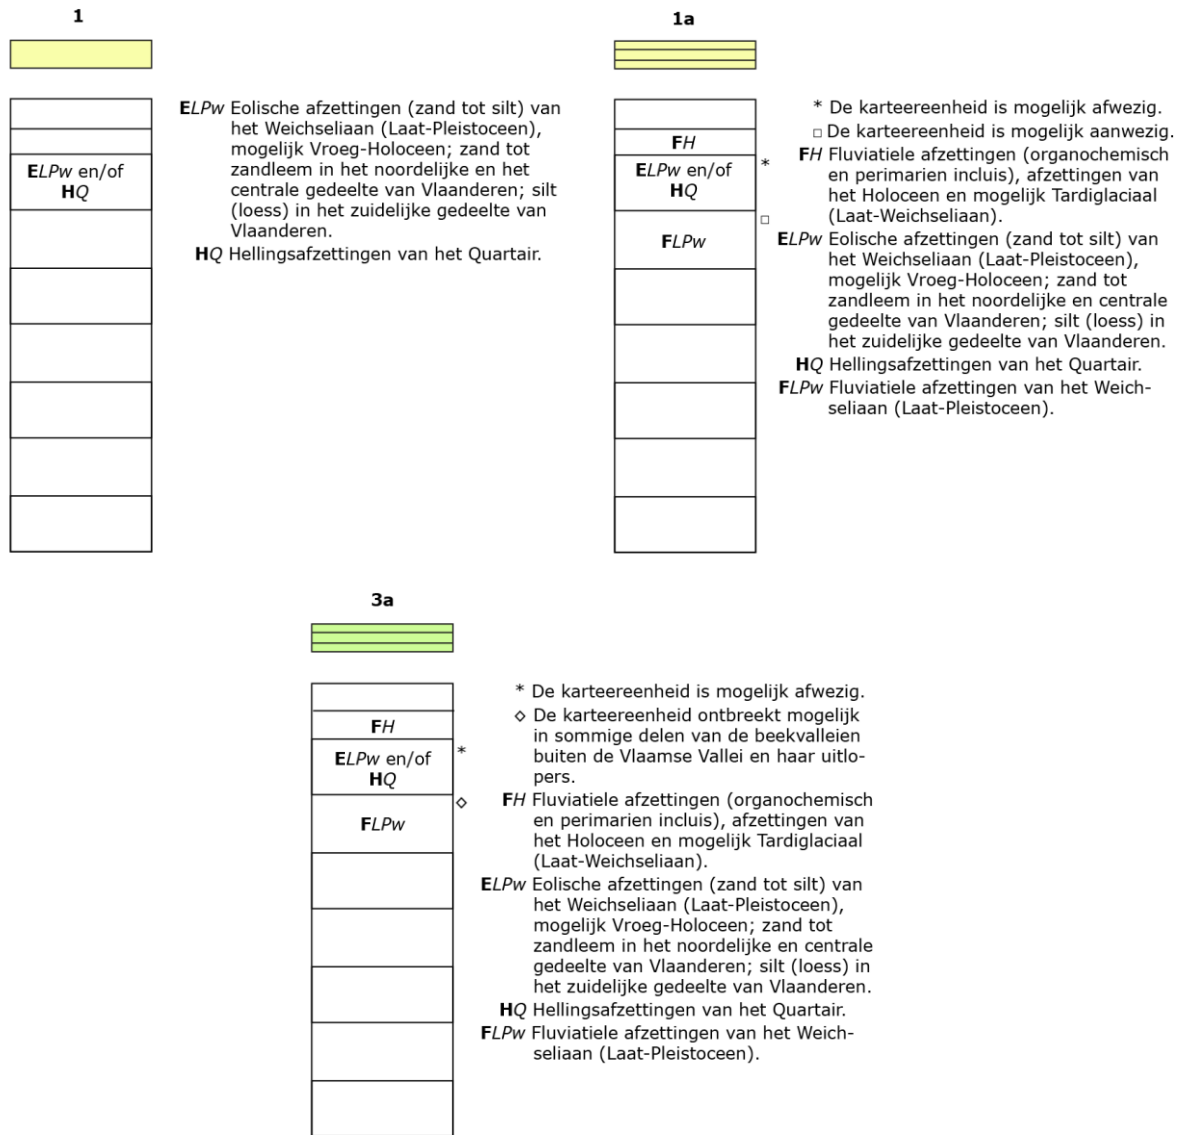 1
ELPw en/of
HQ
ELPw Eolische afzettingen (zand tot silt) van
het Weichseliaan (Laat-Pleistoceen),
mogelijk Vroeg-Holoceen; zand tot
zandleem in het noordelijke en het
centrale gedeelte van Vlaanderen; silt
(loess) in het zuidelijke gedeelte van
Vlaanderen.
HQ Hellingsafzettingen van het Quartair.
1a
FH
ELPw en/of
HQ
*
□
FLPw
* De karteereenheid is mogelijk afwezig.
□ De karteereenheid is mogelijk aanwezig.
FH Fluviatiele afzettingen (organochemisch
en perimarien incluis), afzettingen van
het Holoceen en mogelijk Tardiglaciaal
(Laat-Weichseliaan).
ELPw Eolische afzettingen (zand tot silt) van
het Weichseliaan (Laat-Pleistoceen),
mogelijk Vroeg-Holoceen; zand tot
zandleem in het noordelijke en centrale
gedeelte van Vlaanderen; silt (loess) in
het zuidelijke gedeelte van Vlaanderen.
HQ Hellingsafzettingen van het Quartair.
FLPw Fluviatiele afzettingen van het Weich-
seliaan (Laat-Pleistoceen).
3a
FH
ELPw en/of
HQ
*
◇
FLPw
* De karteereenheid is mogelijk afwezig.
◇ De karteereenheid ontbreekt mogelijk
in sommige delen van de beekvalleien
buiten de Vlaamse Vallei en haar uitlo-
pers.
FH Fluviatiele afzettingen (organochemisch
en perimarien incluis), afzettingen van
het Holoceen en mogelijk Tardiglaciaal
(Laat-Weichseliaan).
ELPw Eolische afzettingen (zand tot silt) van
het Weichseliaan (Laat-Pleistoceen),
mogelijk Vroeg-Holoceen; zand tot
zandleem in het noordelijke en centrale
gedeelte van Vlaanderen; silt (loess) in
het zuidelijke gedeelte van Vlaanderen.
HQ Hellingsafzettingen van het Quartair.
FLPw Fluviatiele afzettingen van het Weich-
seliaan (Laat-Pleistoceen).